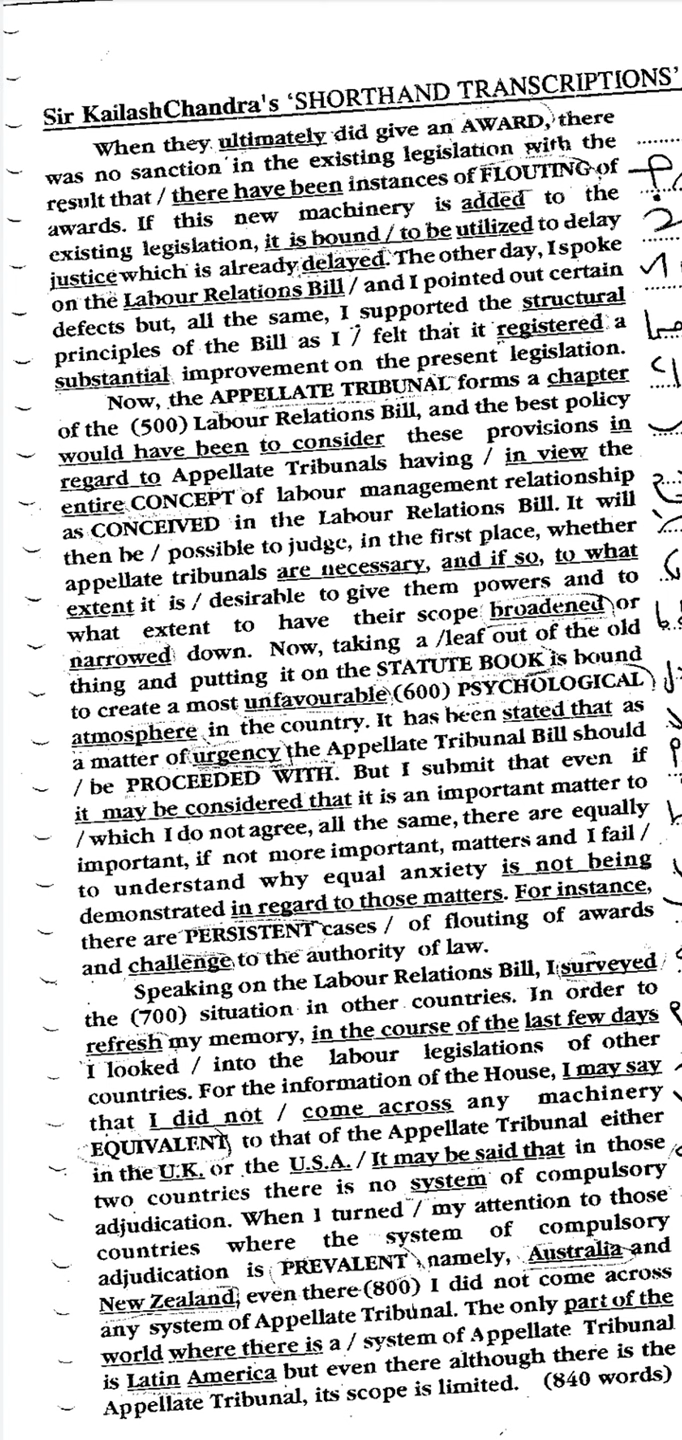 Sir KailashChandra's 'SHORTHAND TRANSCRIPTIONS'
When they ultimately did give an AWARD, there
was no sanction in the existing legislation with the
result that / there have been instances of FLOUTING of
awards. If this new machinery is added to the
existing legislation, it is bound / to be utilized to delay
justice which is already delayed. The other day, I spoke
on the Labour Relations Bill / and I pointed out certain
defects but, all the same, I supported the structural
principles of the Bill as I / felt that it registered a
substantial improvement on the present legislation.
Now, the APPELLATE TRIBUNAL forms a chapter
of the (500) Labour Relations Bill, and the best policy
would have been to consider these provisions in
regard to Appellate Tribunals having / in view the
entire CONCEPT of labour management relationship
as CONCEIVED in the Labour Relations Bill. It will
then be / possible to judge, in the first place, whether
appellate tribunals are necessary, and if so, to what
extent it is / desirable to give them powers and to
what extent to have their scope broadened or
narrowed down. Now, taking a /leaf out of the old
thing and putting it on the STATUTE BOOK is bound
to create a most unfavourable (600) PSYCHOLOGICAL
atmosphere in the country. It has been stated that as
a matter of urgency the Appellate Tribunal Bill should
/ be PROCEEDED WITH. But I submit that even if
it may be considered that it is an important matter to
/ which I do not agree, all the same, there are equally
important, if not more important, matters and I fail /
to understand why equal anxiety is not being
demonstrated in regard to those matters. For instance,
there are PERSISTENT cases / of flouting of awards
and challenge to the authority of law.
Speaking on the Labour Relations Bill, I surveyed
the (700) situation in other countries. In order to
refresh my memory, in the course of the last few days
I looked / into the labour legislations of other
countries. For the information of the House, I may say
that I did not / come across any machinery
EQUIVALENT to that of the Appellate Tribunal either
in the U.K. or the U.S.A. / It may be said that in those
two countries there is no system of compulsory
adjudication. When I turned / my attention to those
countries where the system of compulsory
adjudication is PREVALENT namely, Australia and
New Zealand, even there (800) I did not come across
any system of Appellate Tribunal. The only part of the
world where there is a / system of Appellate Tribunal
is Latin America but even there although there is the
Appellate Tribunal, its scope is limited. (840 words)